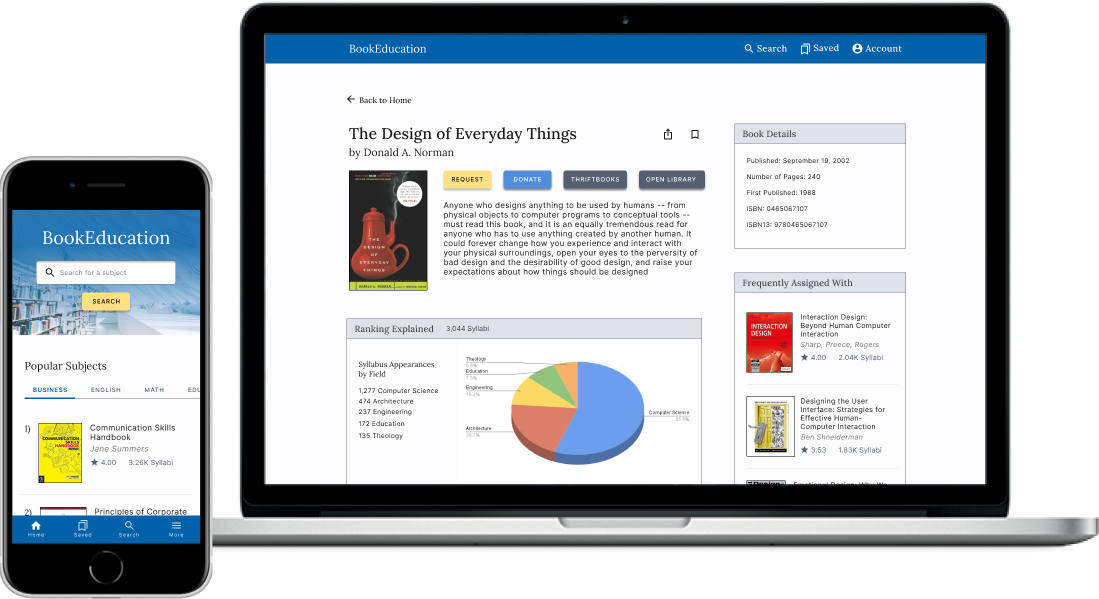 BookEducation
Search
Saved
Account
Back to Home
The Design of Everyday Things
by Donald A. Norman
REQUEST
DONATE
THRIFTBOOKS
OPEN LIBRARY
THE
DESIGN
OF EVERYDAY
THINGS
Anyone who designs anything to be used by humans -- from
physical objects to computer programs to conceptual tools --
must read this book, and it is an equally tremendous read for
anyone who has to use anything created by another human. It
could forever change how you experience and interact with
your physical surroundings, open your eyes to the perversity of
bad design and the desirability of good design, and raise your
expectations about how things should be designed
Ranking Explained 3,044 Syllabi
Syllabus Appearances
by Field
1,277 Computer Science
474 Architecture
237 Engineering
172 Education
135 Theology
Theology
Education
Engineering
Architecture
Computer Science
Book Details
Published: September 19, 2002
Number of Pages: 240
First Published: 1988
ISBN: 0465067107
ISBN13: 9780465067107
Frequently Assigned With
INTERACTION
DESIGN
Interaction Design:
Beyond Human Computer
Interaction
Sharp, Preece, Rogers
4.00 2.04K Syllabi
Designing the User
Interface: Strategies for
Effective Human-
Computer Interaction
Ben Shneiderman
3.53 1.83K Syllabi
BookEducation
Search for a subject
SEARCH
Popular Subjects
BUSINESS ENGLISH MATH EDU
1)
COMMUNICATION
SKILLS
HANDBOOK
Communication Skills
Handbook
Jane Summers
4.00 3.26K Syllabi
2)
Principles of Corporate
Home
Saved
Search
More